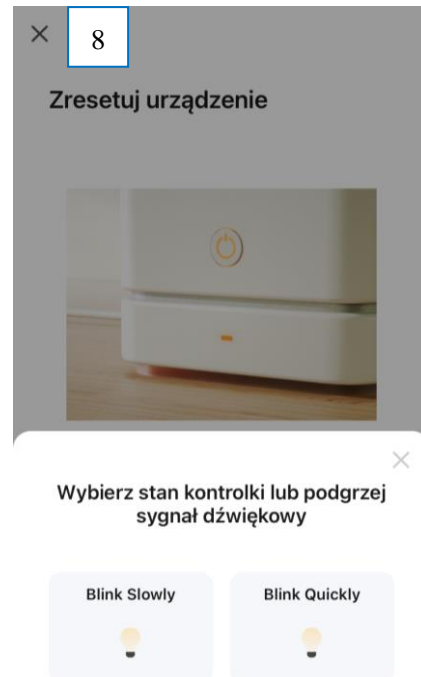 8
Zresetuj urządzenie
Wybierz stan kontrolki lub podgrzej
sygnał dźwiękowy
Blink Slowly
Blink Quickly